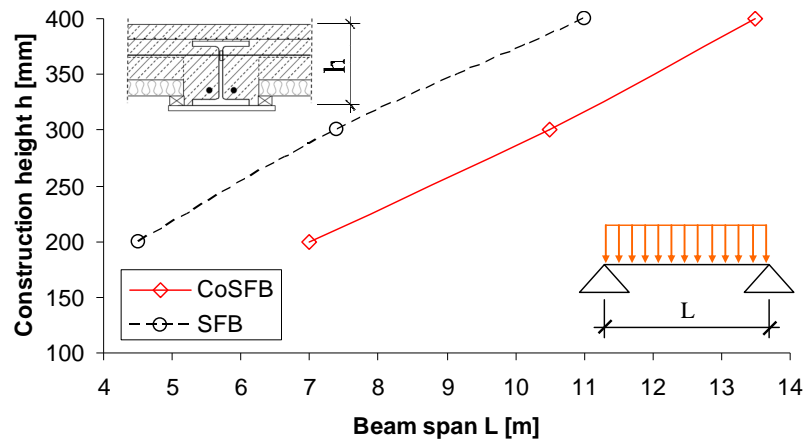 Construction height h [mm]
400
350
300
250
200
150
100
h
CoSFB
SFB
L
4 5 6 7 8 9 10 11 12 13 14
Beam span L [m]